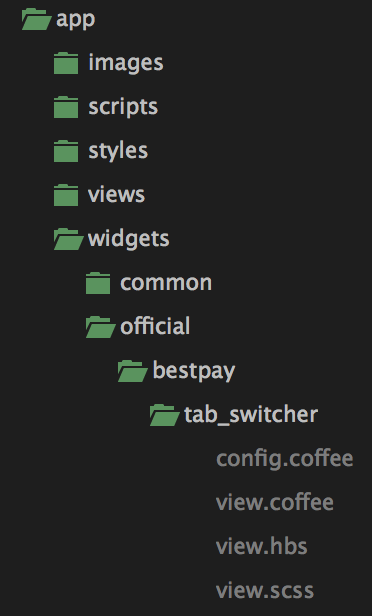 app
images
scripts
styles
views
widgets
common
official
bestpay
tab_switcher
config.coffee
view.coffee
view.hbs
view.scss